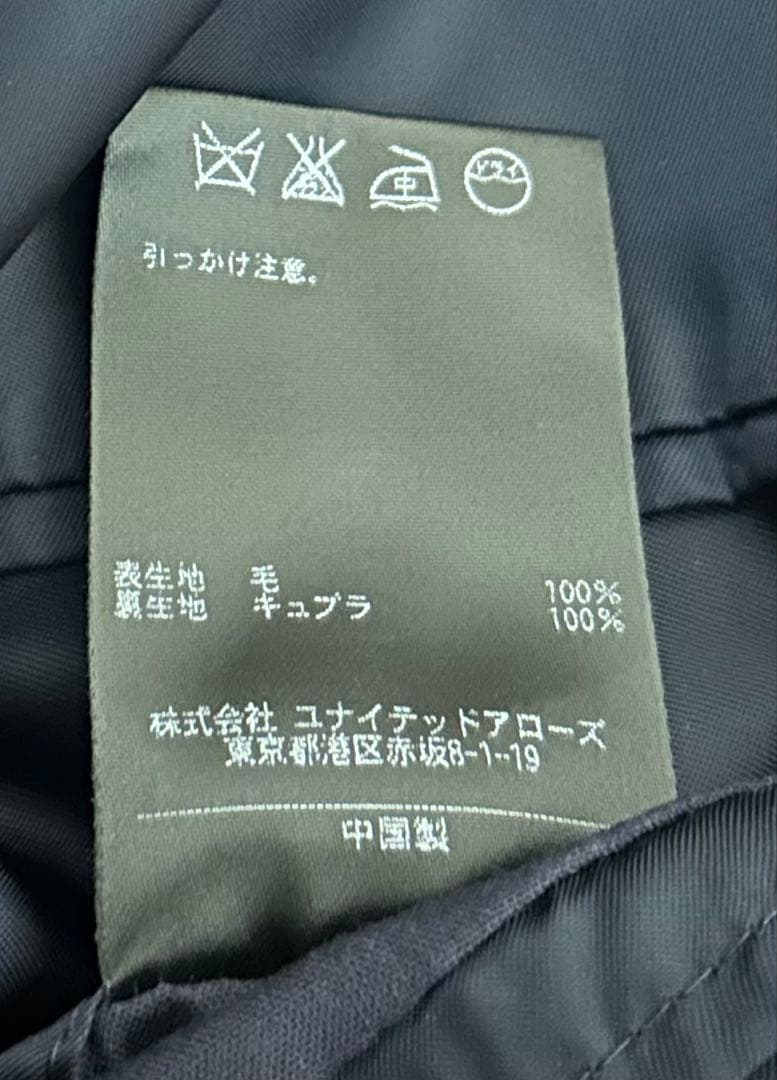 中 ドライ
引っかけ注意。
表生地 毛 100%
裏生地 キュプラ 100%
株式会社 ユナイテッドアローズ
東京都港区赤坂8-1-19
中国製